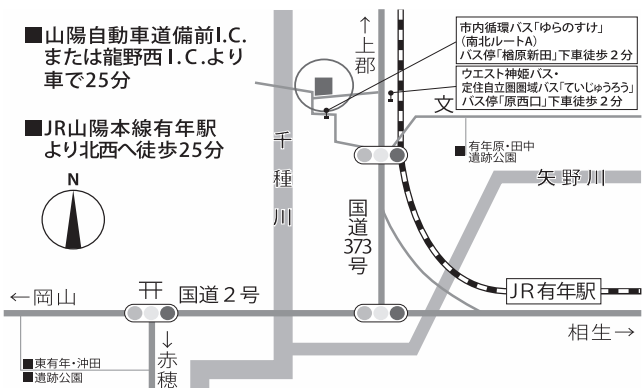 ■山陽自動車道備前I.C.
または龍野西I.C.より
車で25分
■JR山陽本線有年駅
より北西へ徒歩25分
N
↑上郡
市内循環バス「ゆらのすけ」
(南北ルートA)
バス停「楢原新田」下車徒歩2分
ウエスト神姫バス・
定住自立圏圏域バス「ていじゅうろう」
バス停「原西口」下車徒歩2分
文
■有年原・田中
遺跡公園
千種川
矢野川
国道373号
JR有年駅
←岡山
国道2号
相生→
↓赤穂
■東有年・沖田
■遺跡公園